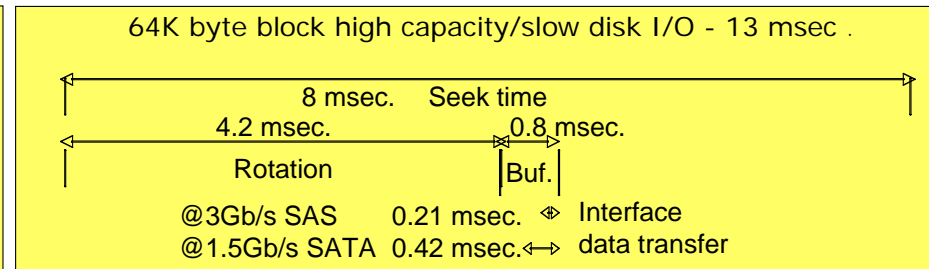 64K byte block high capacity/slow disk I/O - 13 msec .
8 msec. Seek time
4.2 msec. 0.8 msec.
Rotation Buf.
@3Gb/s SAS 0.21 msec. Interface
@1.5Gb/s SATA 0.42 msec. data transfer